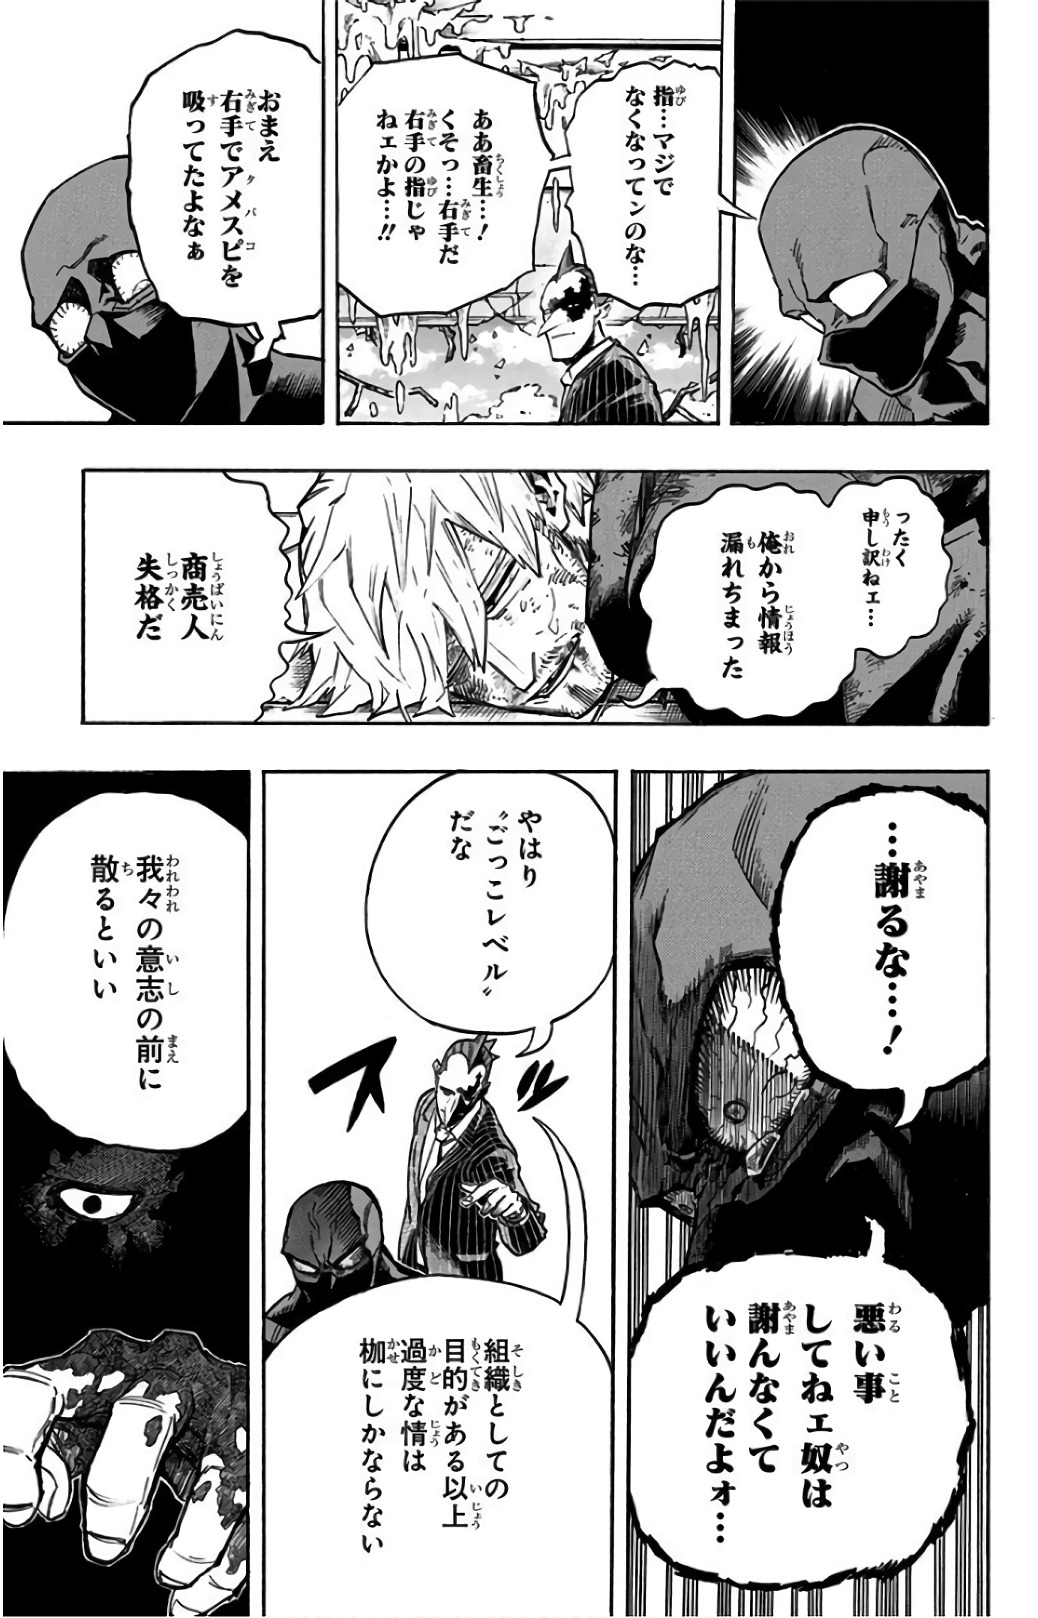 指…マジで
なくなってンのな…
ああ畜生…!
くそっ…右手だ
右手の指じゃ
ねェかよ…!!
おまえ
右手でアメスピを
吸ってたよなぁ
ったく
申し訳ねェ…
俺から情報
漏れちまった
商売人
失格だ
…謝るな…!
悪い事
してねェ奴は
謝んなくて
いいんだよォ…
やはり
〝ごっこレベル〟
だな
組織としての
目的がある以上
過度な情は
枷にしかならない
我々の意志の前に
散るといい